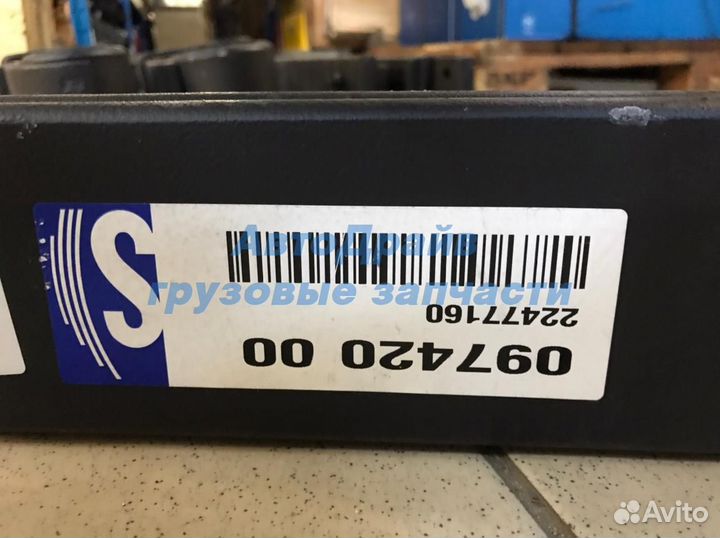 097420 00
22477160
S
АвтоДрайв
грузовые запчасти
Avito